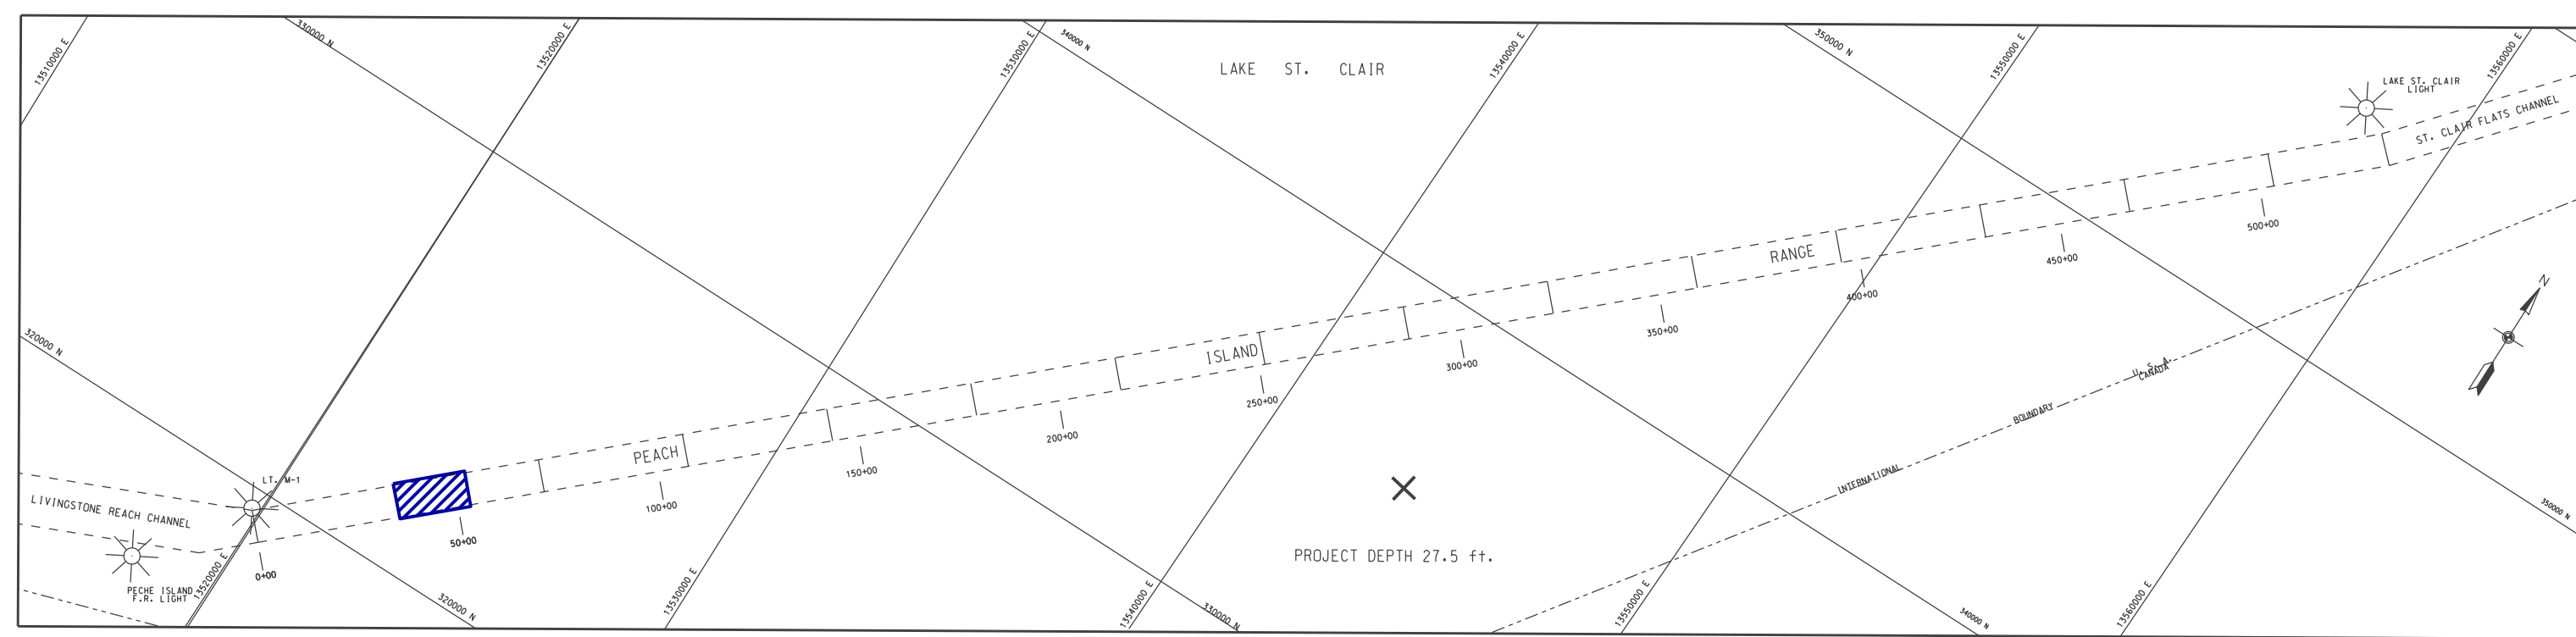 13510000 E
330000 N
13520000 E
13530000 E
340000 N
LAKE ST. CLAIR
13540000 E
350000 N
13550000 E
13560000 E
LAKE ST. CLAIR
LIGHT
ST. CLAIR FLATS CHANNEL
320000 N
PEACH
ISLAND
RANGE
0+00
50+00
100+00
150+00
200+00
250+00
300+00
350+00
400+00
450+00
500+00
N
U. S. A.
CANADA
BOUNDARY
INTERNATIONAL
LT. M-1
LIVINGSTONE REACH CHANNEL
PECHE ISLAND
F.R. LIGHT
PROJECT DEPTH 27.5 ft.
13520000 E
320000 N
13530000 E
13540000 E
330000 N
13550000 E
340000 N
13560000 E
350000 N